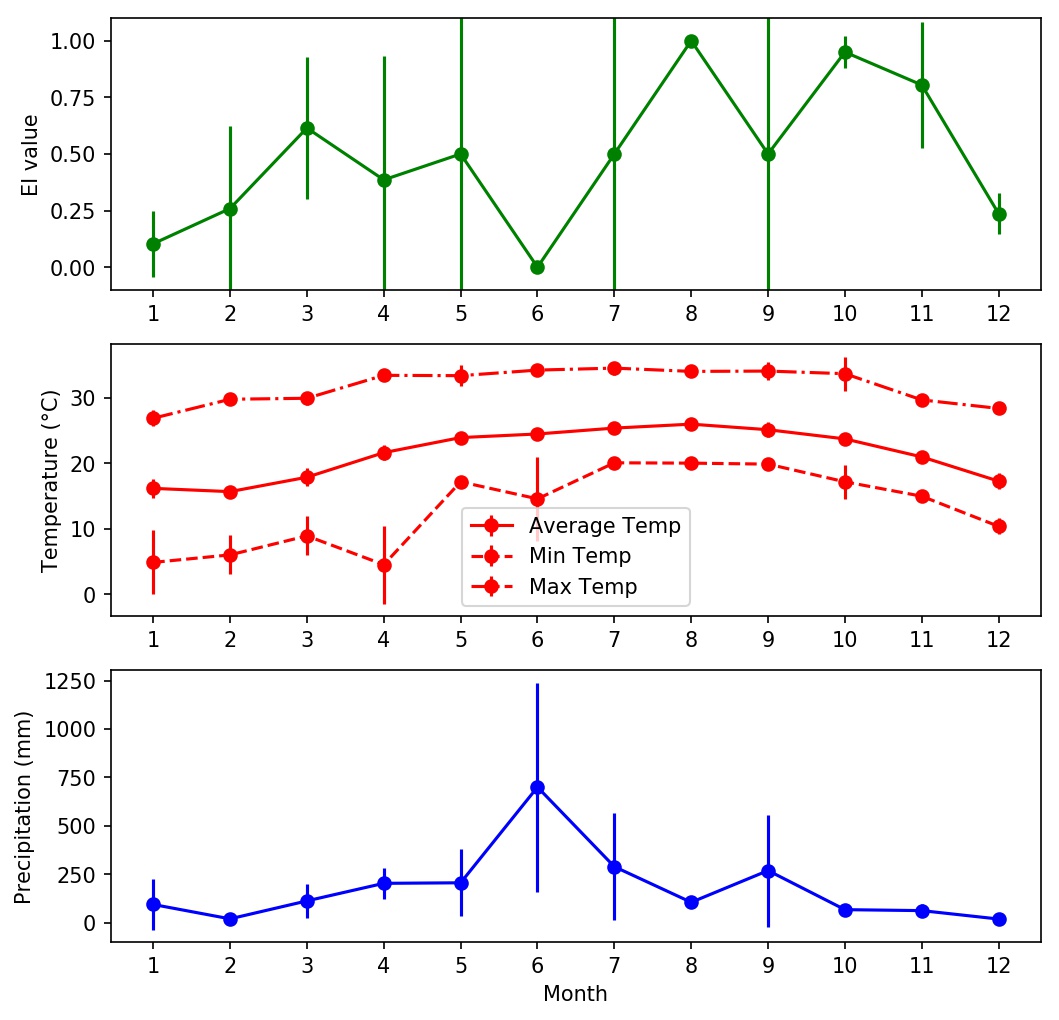 EI value
1.00
0.75
0.50
0.25
0.00
1 2 3 4 5 6 7 8 9 10 11 12
Temperature (°C)
30
20
10
0
Average Temp
Min Temp
Max Temp
1 2 3 4 5 6 7 8 9 10 11 12
Precipitation (mm)
1250
1000
750
500
250
0
1 2 3 4 5 6 7 8 9 10 11 12
Month